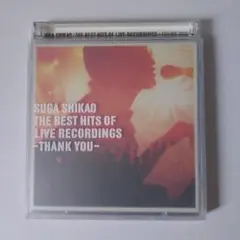 SUGA SHIKAO
THE BEST HITS OF
LIVE RECORDINGS
-THANK YOU-